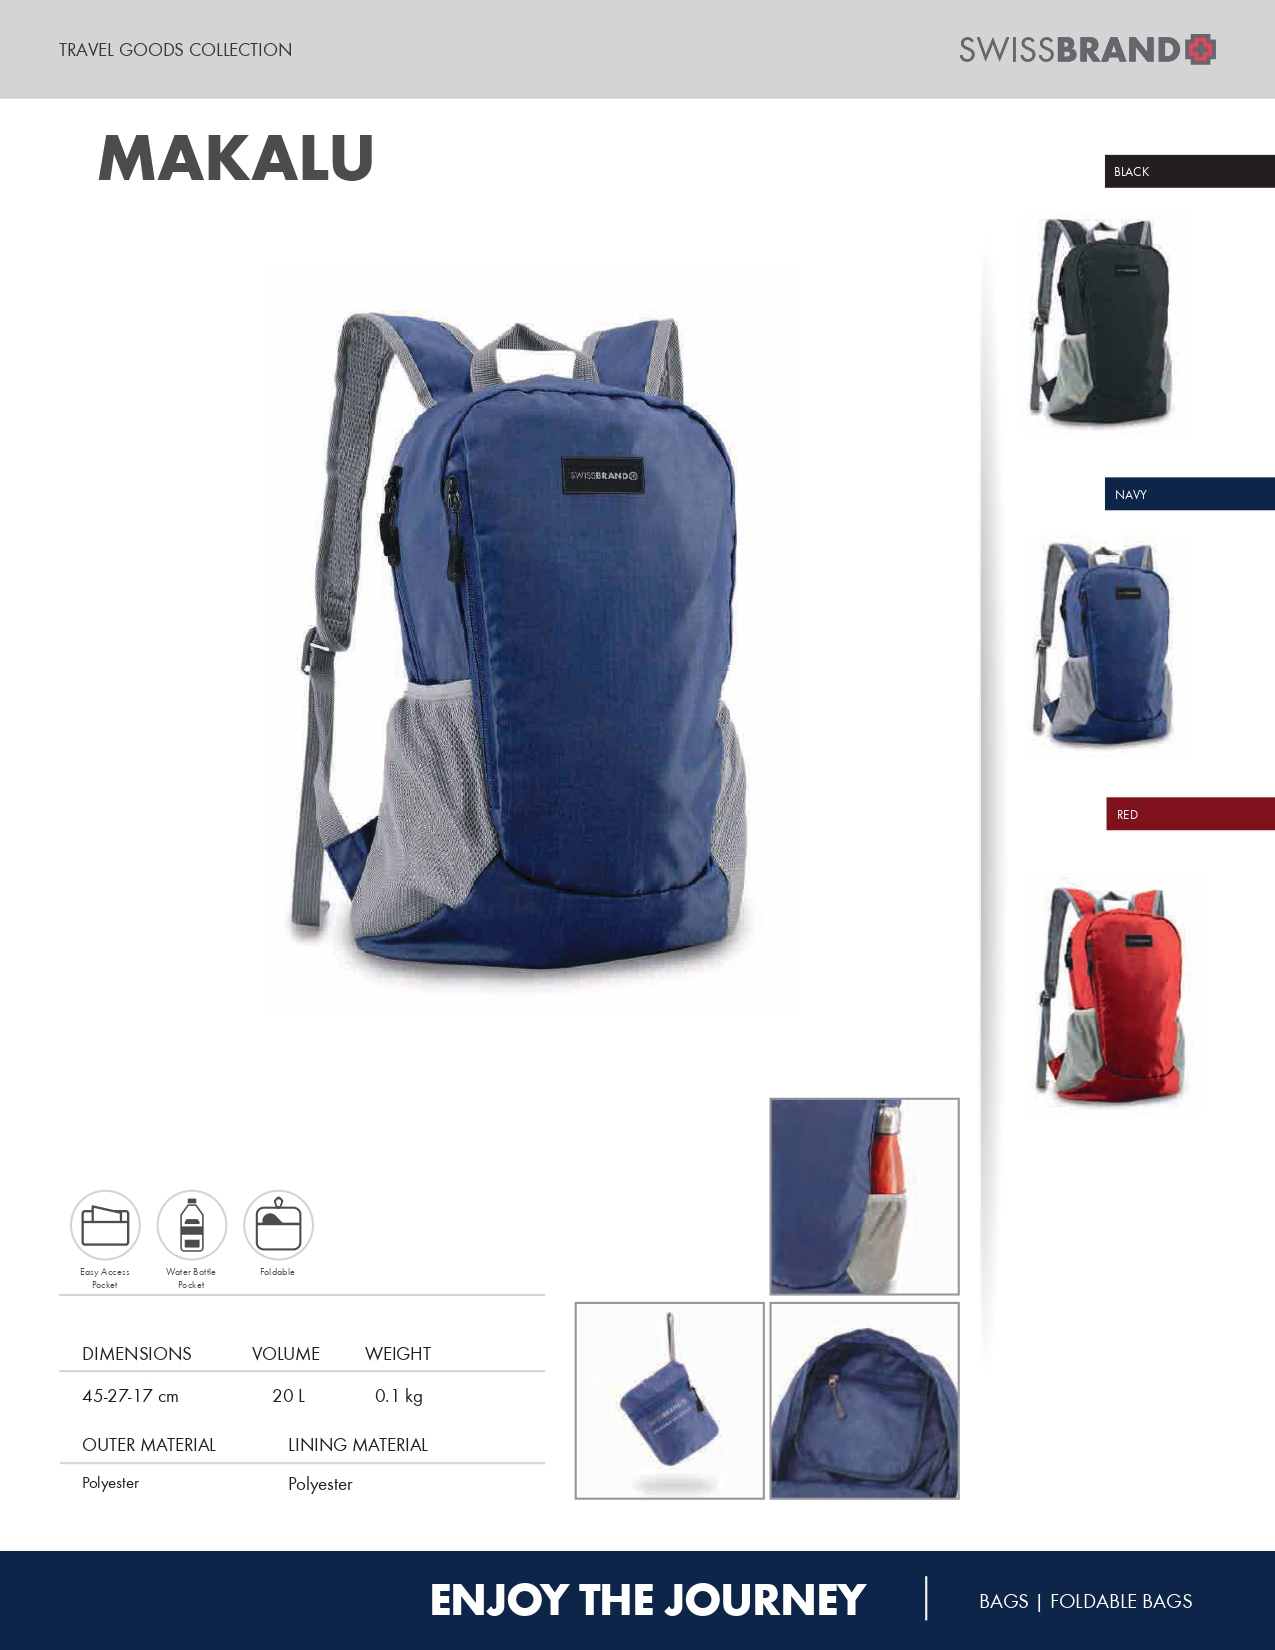 TRAVEL GOODS COLLECTION
SWISSBRAND
MAKALU
BLACK
SWISSBRAND
NAVY
RED
Easy Access
Pocket
Water Bottle
Pocket
Foldable
DIMENSIONS VOLUME WEIGHT
45-27-17 cm 20 L 0.1 kg
OUTER MATERIAL LINING MATERIAL
Polyester Polyester
SWISSBRAND
ENJOY THE JOURNEY
BAGS | FOLDABLE BAGS